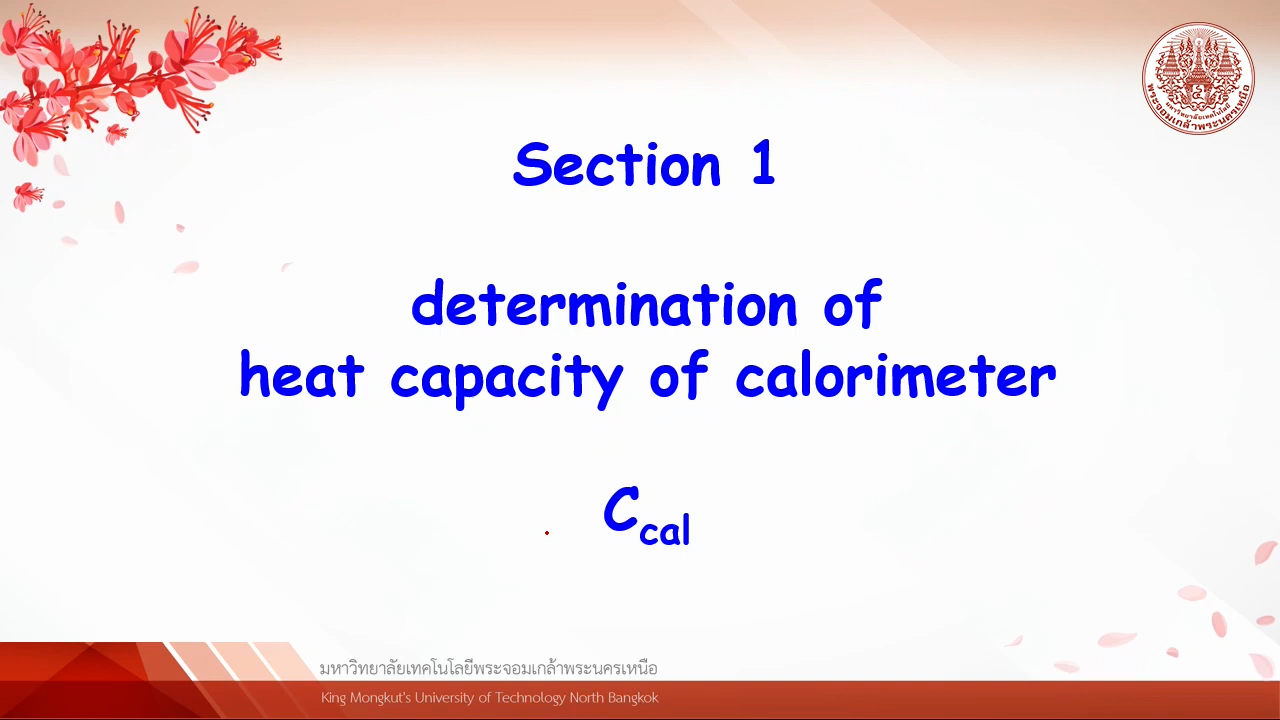 Section 1
determination of
heat capacity of calorimeter
C_cal
มหาวิทยาลัยเทคโนโลยีพระจอมเกล้าพระนครเหนือ
King Mongkut's University of Technology North Bangkok